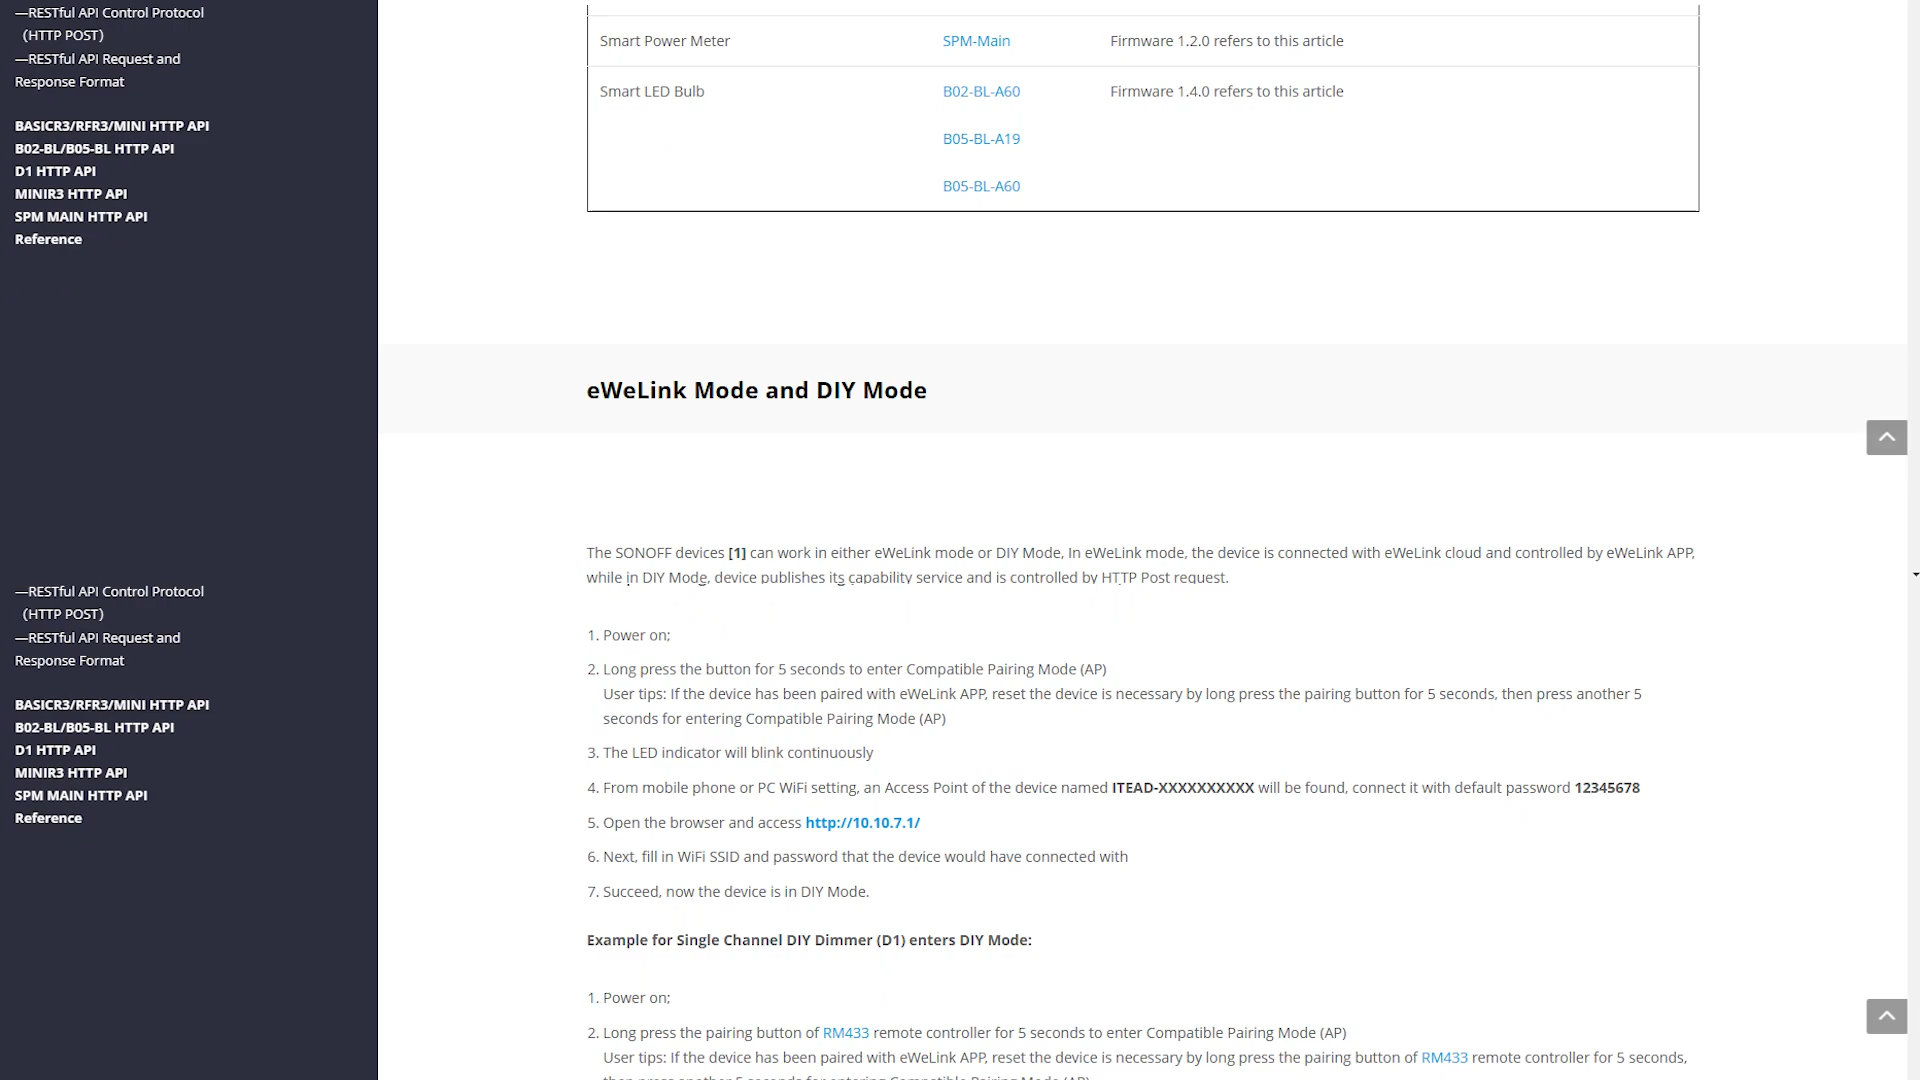 —RESTful API Control Protocol
(HTTP POST)
—RESTful API Request and
Response Format
BASICR3/RFR3/MINI HTTP API
B02-BL/B05-BL HTTP API
D1 HTTP API
MINIR3 HTTP API
SPM MAIN HTTP API
Reference
Smart Power Meter SPM-Main Firmware 1.2.0 refers to this article
Smart LED Bulb B02-BL-A60 Firmware 1.4.0 refers to this article
B05-BL-A19
B05-BL-A60
eWeLink Mode and DIY Mode
The SONOFF devices [1] can work in either eWeLink mode or DIY Mode, In eWeLink mode, the device is connected with eWeLink cloud and controlled by eWeLink APP,
while in DIY Mode, device publishes its capability service and is controlled by HTTP Post request.
1. Power on;
2. Long press the button for 5 seconds to enter Compatible Pairing Mode (AP)
User tips: If the device has been paired with eWeLink APP, reset the device is necessary by long press the pairing button for 5 seconds, then press another 5
seconds for entering Compatible Pairing Mode (AP)
3. The LED indicator will blink continuously
4. From mobile phone or PC WiFi setting, an Access Point of the device named ITEAD-XXXXXXXXXX will be found, connect it with default password 12345678
5. Open the browser and access http://10.10.7.1/
6. Next, fill in WiFi SSID and password that the device would have connected with
7. Succeed, now the device is in DIY Mode.
Example for Single Channel DIY Dimmer (D1) enters DIY Mode:
1. Power on;
2. Long press the pairing button of RM433 remote controller for 5 seconds to enter Compatible Pairing Mode (AP)
User tips: If the device has been paired with eWeLink APP, reset the device is necessary by long press the pairing button of RM433 remote controller for 5 seconds,
then press another 5 seconds for entering Compatible Pairing Mode (AP)
—RESTful API Control Protocol
(HTTP POST)
—RESTful API Request and
Response Format
BASICR3/RFR3/MINI HTTP API
B02-BL/B05-BL HTTP API
D1 HTTP API
MINIR3 HTTP API
SPM MAIN HTTP API
Reference